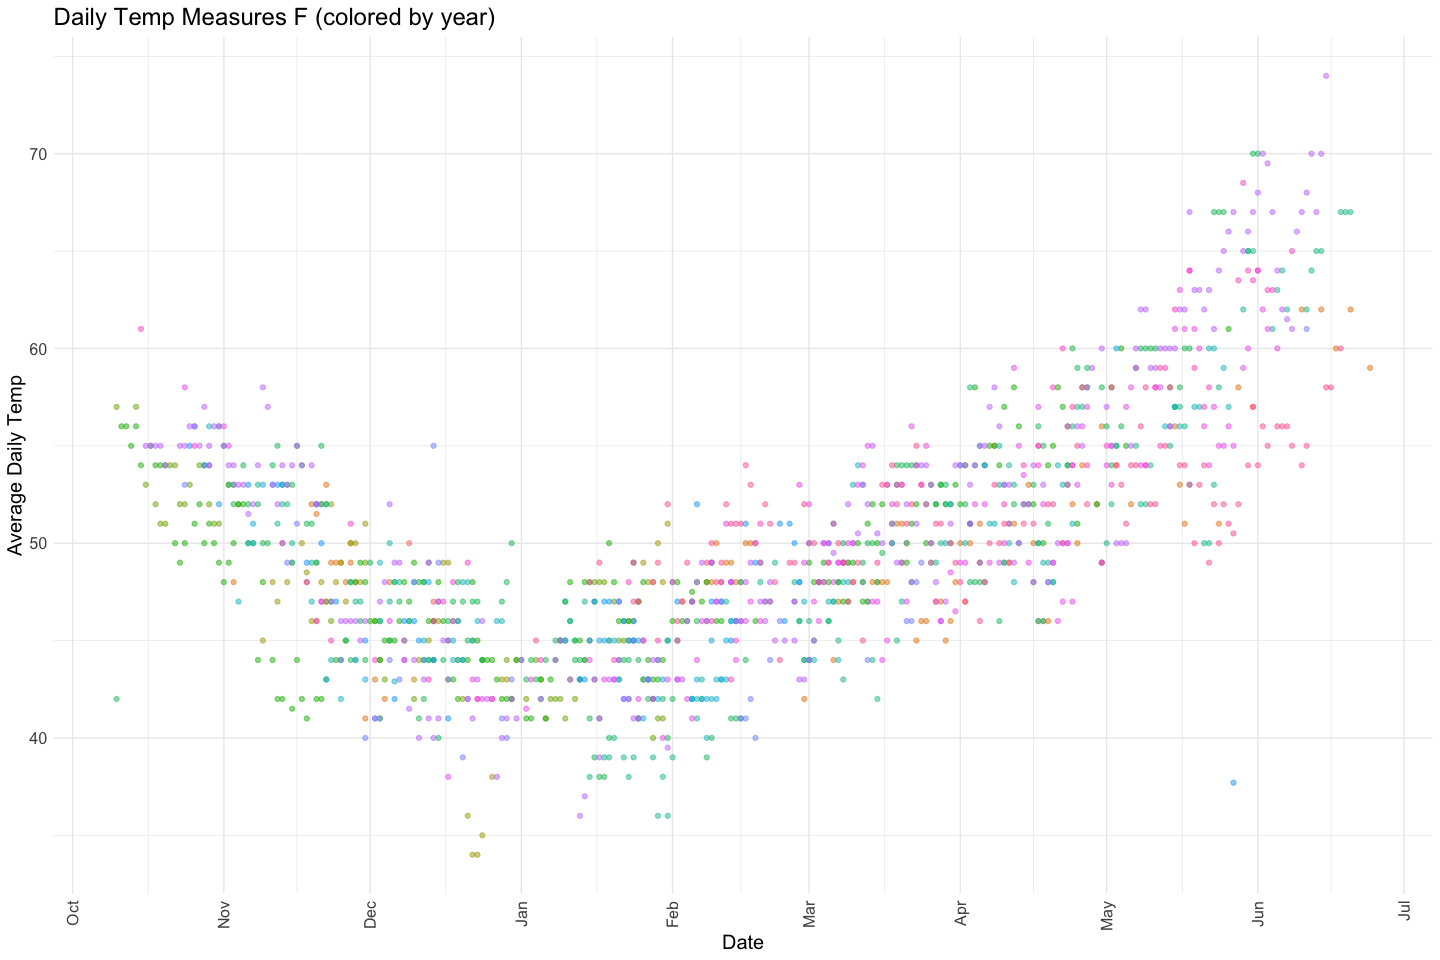 Daily Temp Measures F (colored by year)
Average Daily Temp
70
60
50
40
Oct
Nov
Dec
Jan
Feb
Mar
Apr
May
Jun
Jul
Date